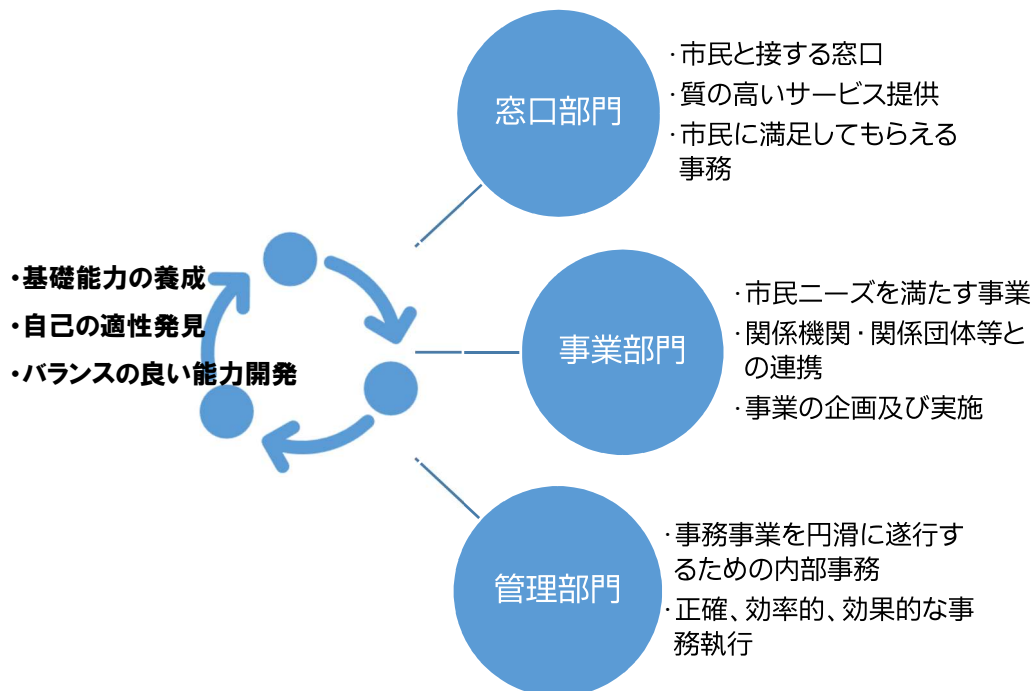 ・基礎能力の養成
・自己の適性発見
・バランスの良い能力開発
窓口部門
・市民と接する窓口
・質の高いサービス提供
・市民に満足してもらえる
事務
事業部門
・市民ニーズを満たす事業
・関係機関・関係団体等と
の連携
・事業の企画及び実施
管理部門
・事務事業を円滑に遂行す
るための内部事務
・正確、効率的、効果的な事
務執行